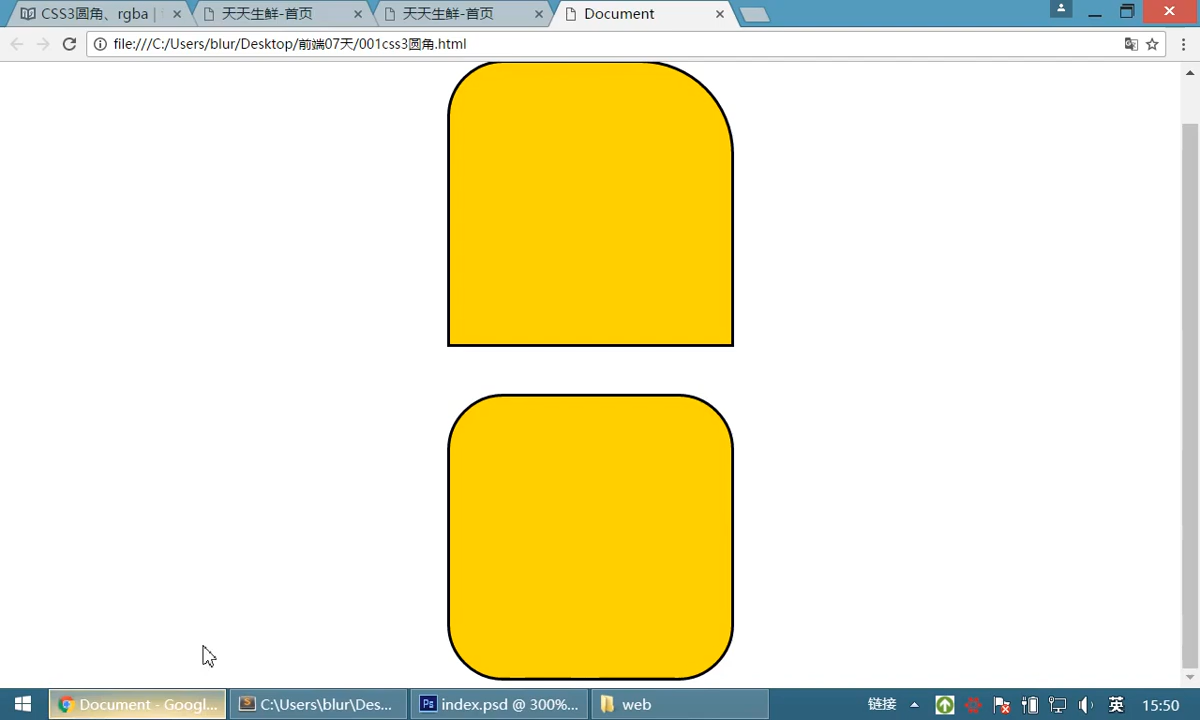 CSS3圆角、rgba |
天天生鲜-首页
天天生鲜-首页
Document
file:///C:/Users/blur/Desktop/前端07天/001css3圆角.html
Document - Googl...
C:\Users\blur\Des...
Ps
index.psd @ 300%...
web
链接
英
15:50